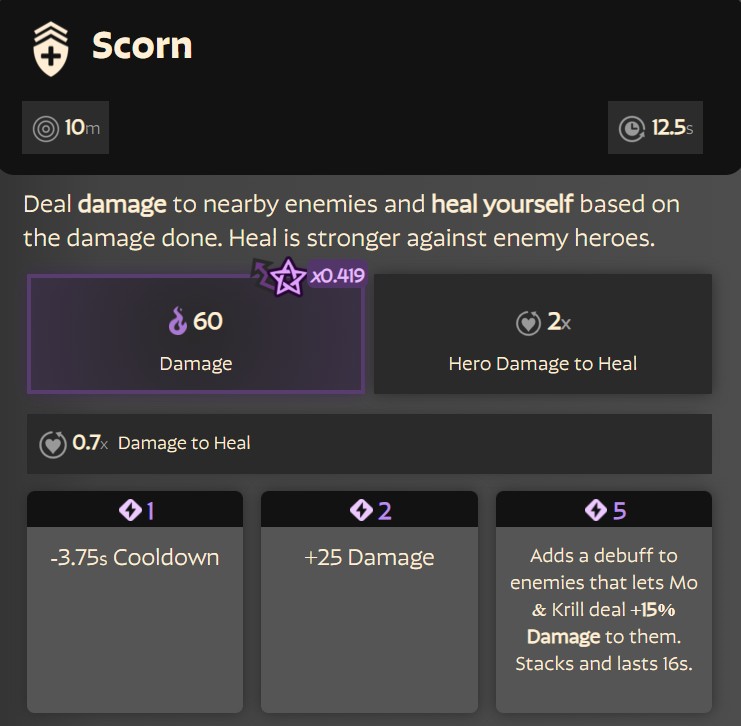 Scorn
10m
12.5s
Deal damage to nearby enemies and heal yourself based on
the damage done. Heal is stronger against enemy heroes.
x0.419
60
Damage
2x
Hero Damage to Heal
0.7x Damage to Heal
1
-3.75s Cooldown
2
+25 Damage
5
Adds a debuff to
enemies that lets Mo
& Krill deal +15%
Damage to them.
Stacks and lasts 16s.